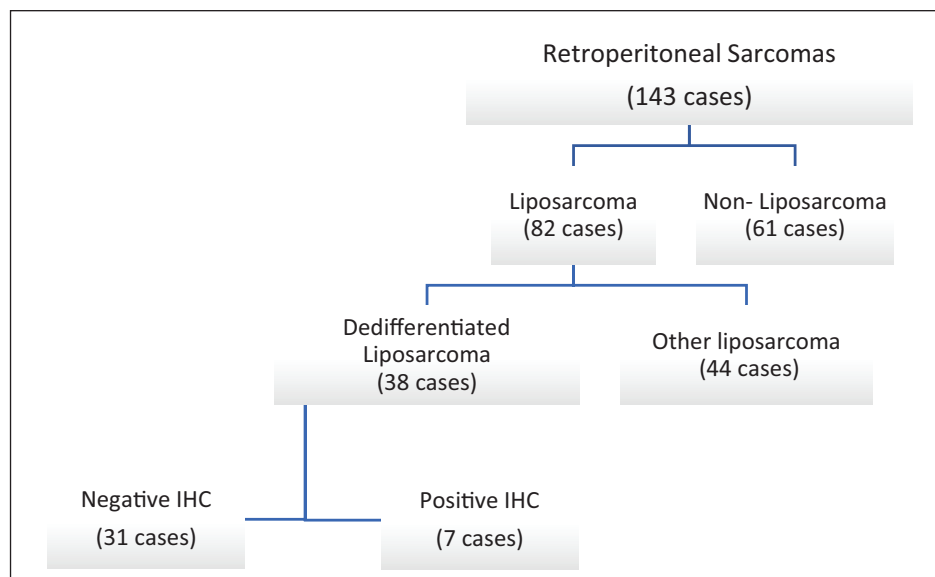 Retroperitoneal Sarcomas
(143 cases)
Liposarcoma
(82 cases)
Non- Liposarcoma
(61 cases)
Dedifferentiated
Liposarcoma
(38 cases)
Other liposarcoma
(44 cases)
Negative IHC
(31 cases)
Positive IHC
(7 cases)